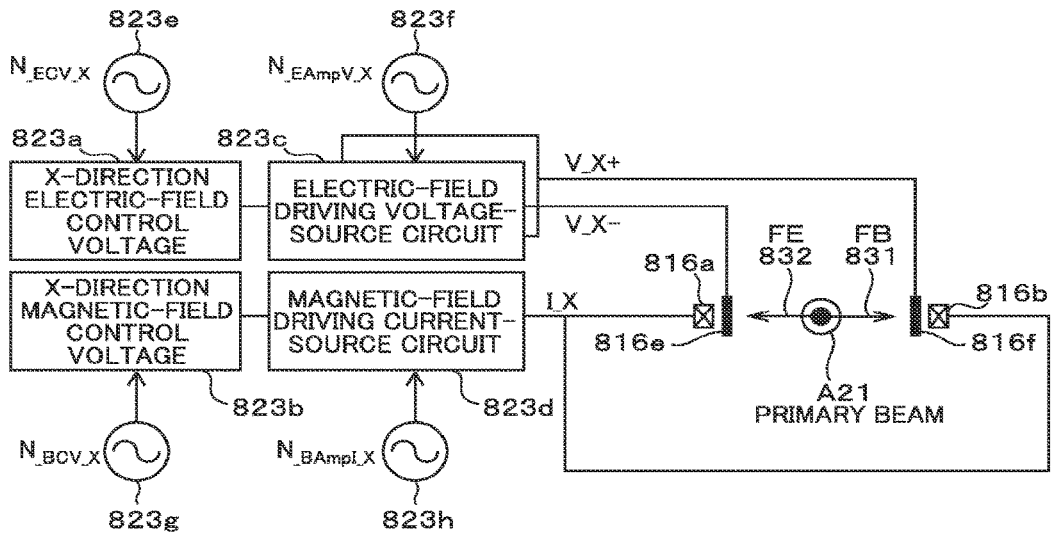 823e
823f
N_ECV_X
N_EAmpV_X
823a
823c
X-DIRECTION
ELECTRIC-FIELD
CONTROL
VOLTAGE
ELECTRIC-FIELD
DRIVING VOLTAGE-
SOURCE CIRCUIT
V_X+
V_X-
X-DIRECTION
MAGNETIC-FIELD
CONTROL
VOLTAGE
MAGNETIC-FIELD
DRIVING CURRENT-
SOURCE CIRCUIT
I_X
816a
FE
832
FB
831
816b
816e
816f
A21
PRIMARY BEAM
823b
823d
N_BCV_X
N_BAmpI_X
823g
823h